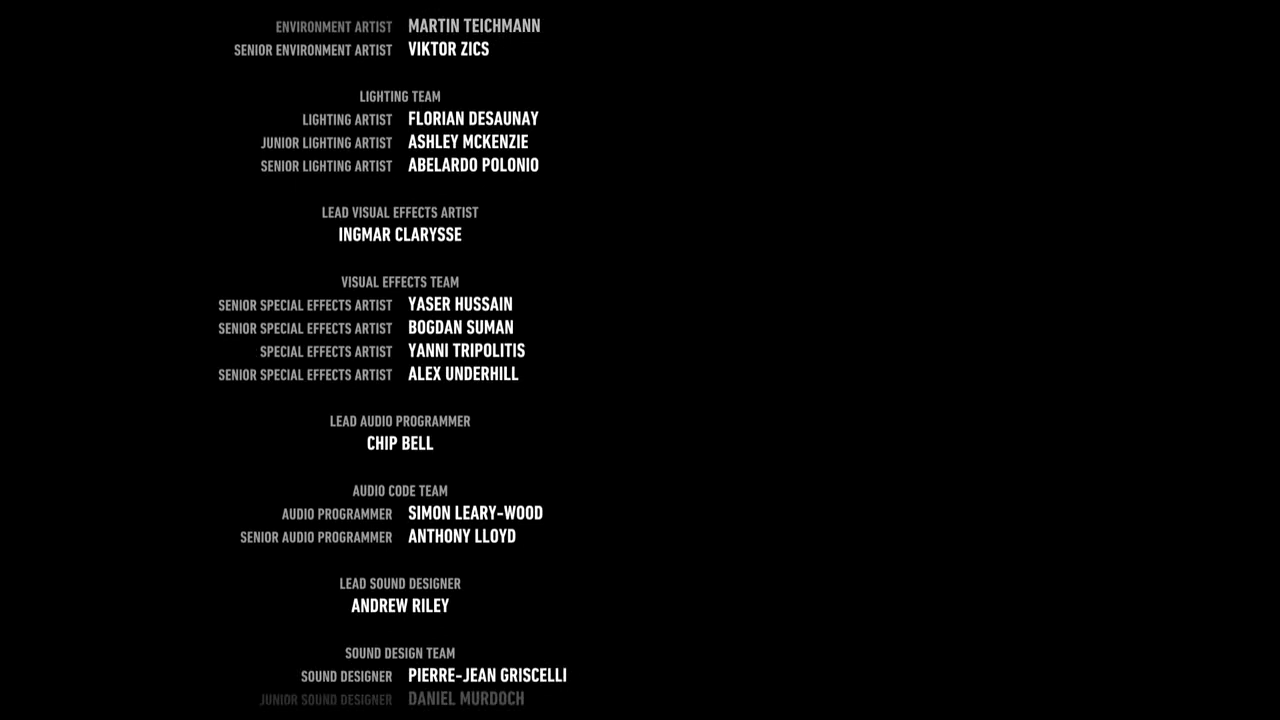 ENVIRONMENT ARTIST MARTIN TEICHMANN
SENIOR ENVIRONMENT ARTIST VIKTOR ZICS
LIGHTING TEAM
LIGHTING ARTIST FLORIAN DESAUNAY
JUNIOR LIGHTING ARTIST ASHLEY MCKENZIE
SENIOR LIGHTING ARTIST ABELARDO POLONIO
LEAD VISUAL EFFECTS ARTIST
INGMAR CLARYSSE
VISUAL EFFECTS TEAM
SENIOR SPECIAL EFFECTS ARTIST YASER HUSSAIN
SENIOR SPECIAL EFFECTS ARTIST BOGDAN SUMAN
SPECIAL EFFECTS ARTIST YANNI TRIPOLITIS
SENIOR SPECIAL EFFECTS ARTIST ALEX UNDERHILL
LEAD AUDIO PROGRAMMER
CHIP BELL
AUDIO CODE TEAM
AUDIO PROGRAMMER SIMON LEARY-WOOD
SENIOR AUDIO PROGRAMMER ANTHONY LLOYD
LEAD SOUND DESIGNER
ANDREW RILEY
SOUND DESIGN TEAM
SOUND DESIGNER PIERRE-JEAN GRISCELLI
JUNIOR SOUND DESIGNER DANIEL MURDOCH